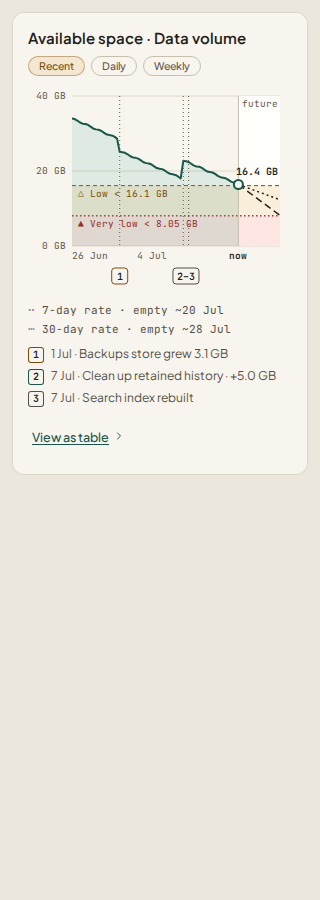 Available space · Data volume
Recent Daily Weekly
40 GB
future
20 GB
16.4 GB
△ Low < 16.1 GB
▲ Very low < 8.05 GB
0 GB
26 Jun 4 Jul now
1 2–3
7-day rate · empty ~20 Jul
30-day rate · empty ~28 Jul
1 1 Jul · Backups store grew 3.1 GB
2 7 Jul · Clean up retained history · +5.0 GB
3 7 Jul · Search index rebuilt
View as table